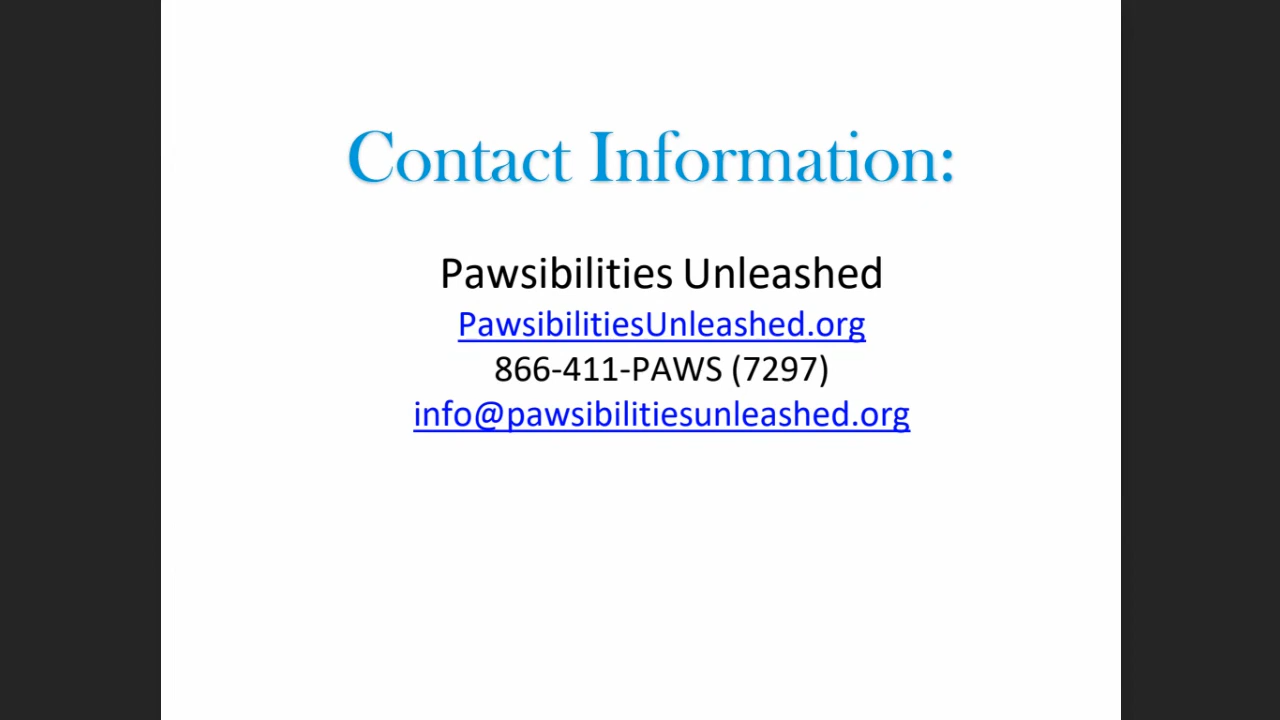 Contact Information:
Pawsibilities Unleashed
PawsibilitiesUnleashed.org
866-411-PAWS (7297)
info@pawsibilitiesunleashed.org